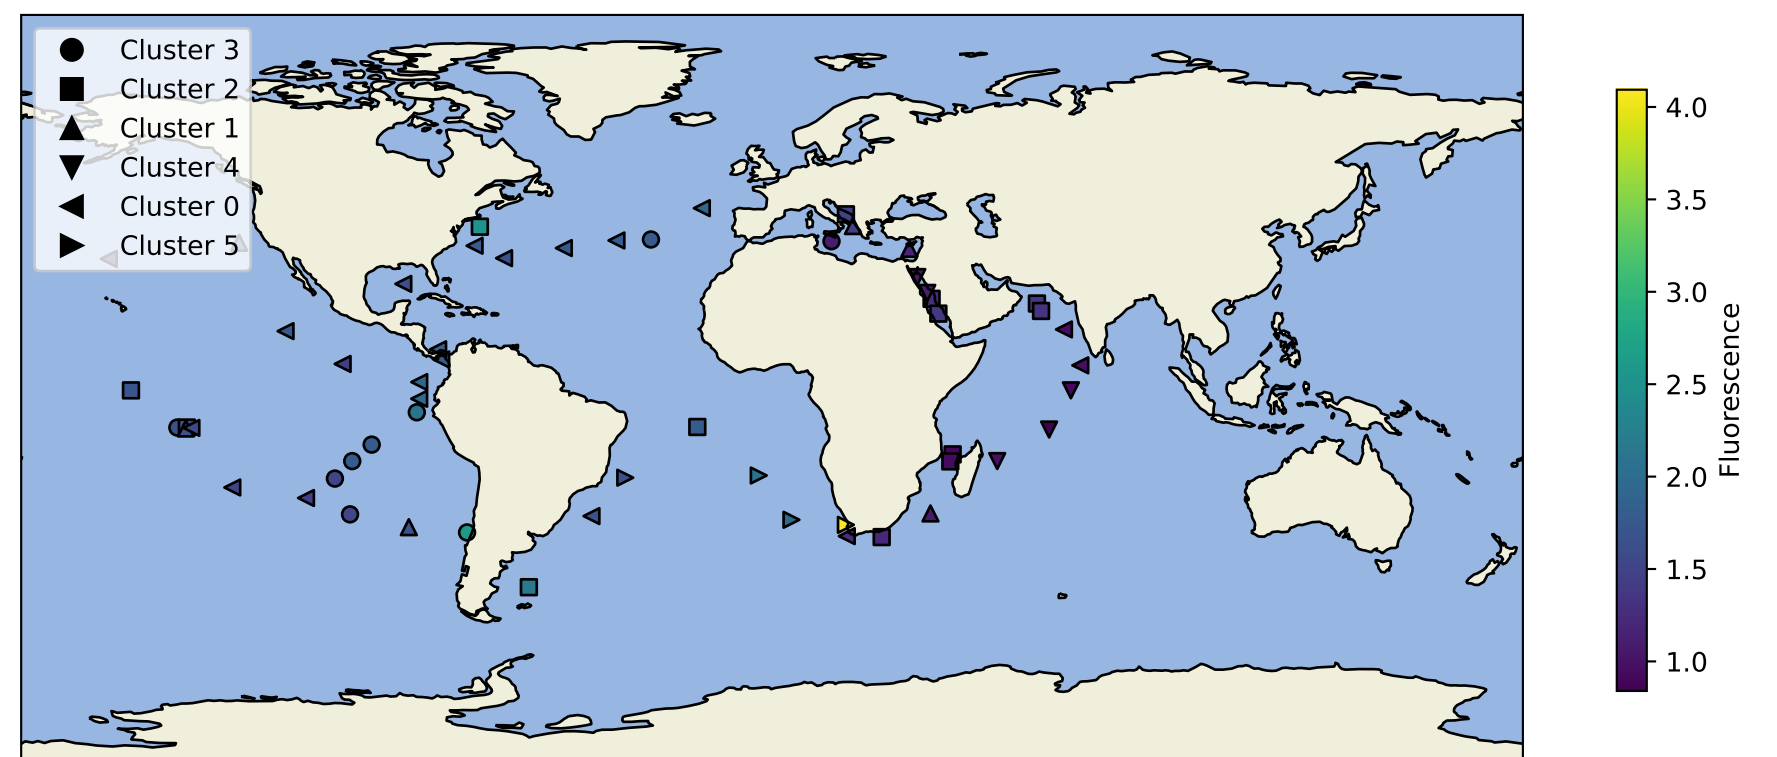 Cluster 3
Cluster 2
Cluster 1
Cluster 4
Cluster 0
Cluster 5
4.0
3.5
3.0
2.5
2.0
1.5
1.0
Fluorescence